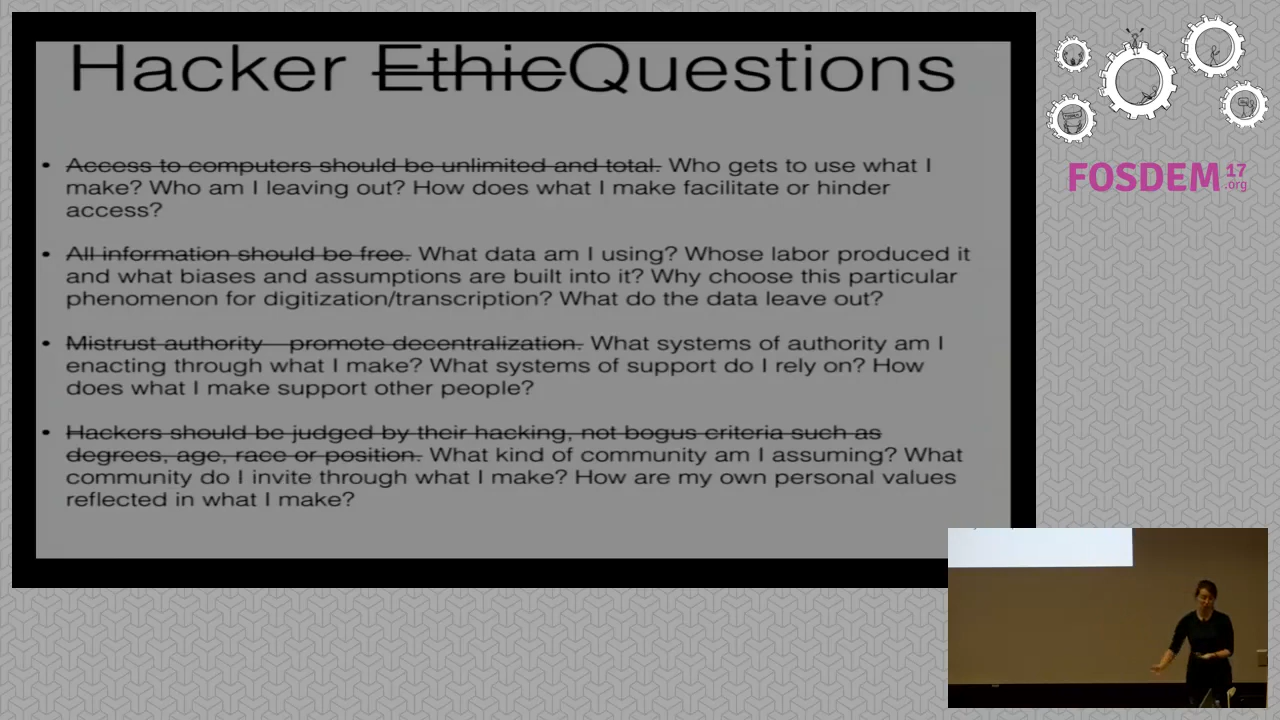 Hacker EthicQuestions
• Access to computers should be unlimited and total. Who gets to use what I
make? Who am I leaving out? How does what I make facilitate or hinder
access?
• All information should be free. What data am I using? Whose labor produced it
and what biases and assumptions are built into it? Why choose this particular
phenomenon for digitization/transcription? What do the data leave out?
• Mistrust authority—promote decentralization. What systems of authority am I
enacting through what I make? What systems of support do I rely on? How
does what I make support other people?
• Hackers should be judged by their hacking, not bogus criteria such as
degrees, age, race or position. What kind of community am I assuming? What
community do I invite through what I make? How are my own personal values
reflected in what I make?
FOSDEM 17
.org